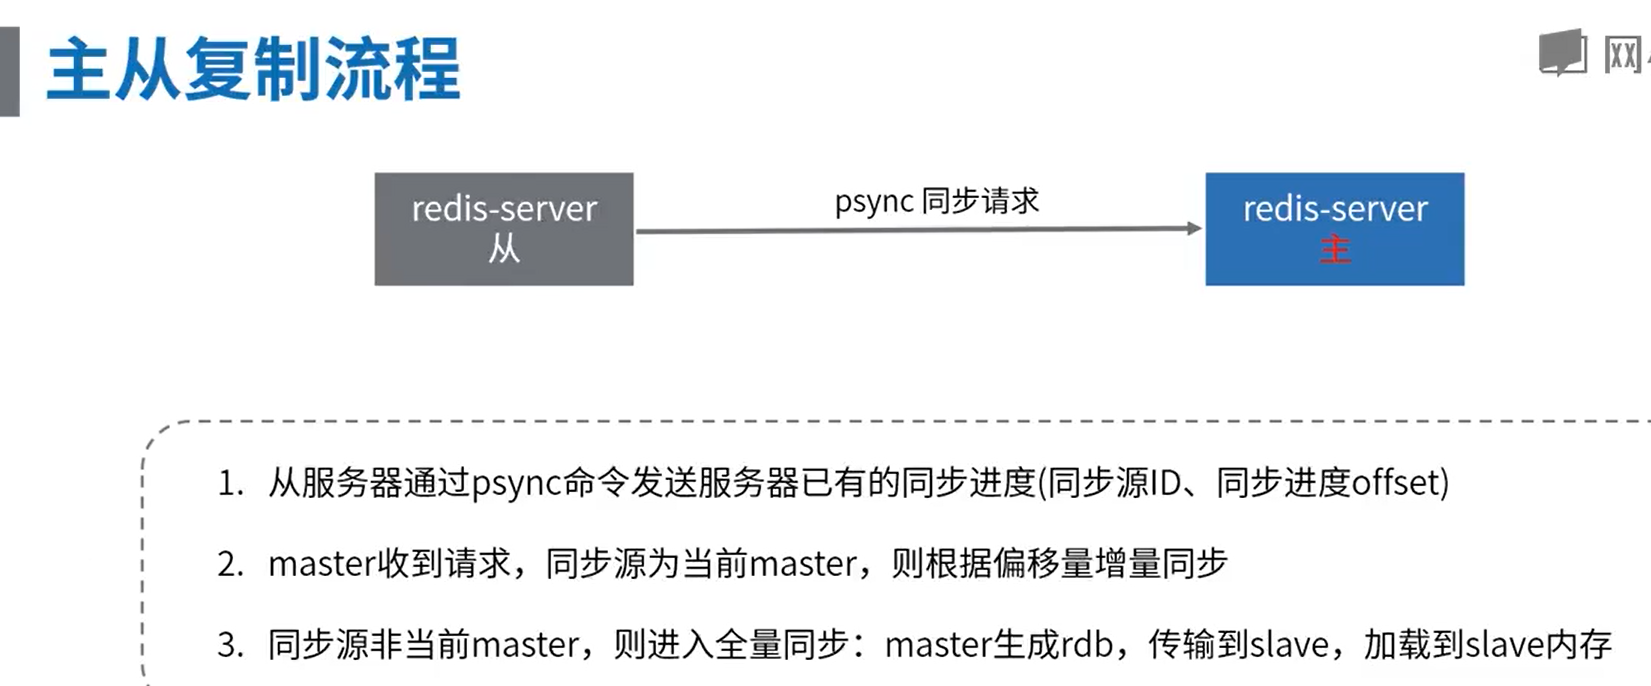 主从复制流程
网
redis-server
从
psync 同步请求
redis-server
主
1. 从服务器通过psync命令发送服务器已有的同步进度(同步源ID、同步进度offset)
2. master收到请求，同步源为当前master，则根据偏移量增量同步
3. 同步源非当前master，则进入全量同步：master生成rdb，传输到slave，加载到slave内存